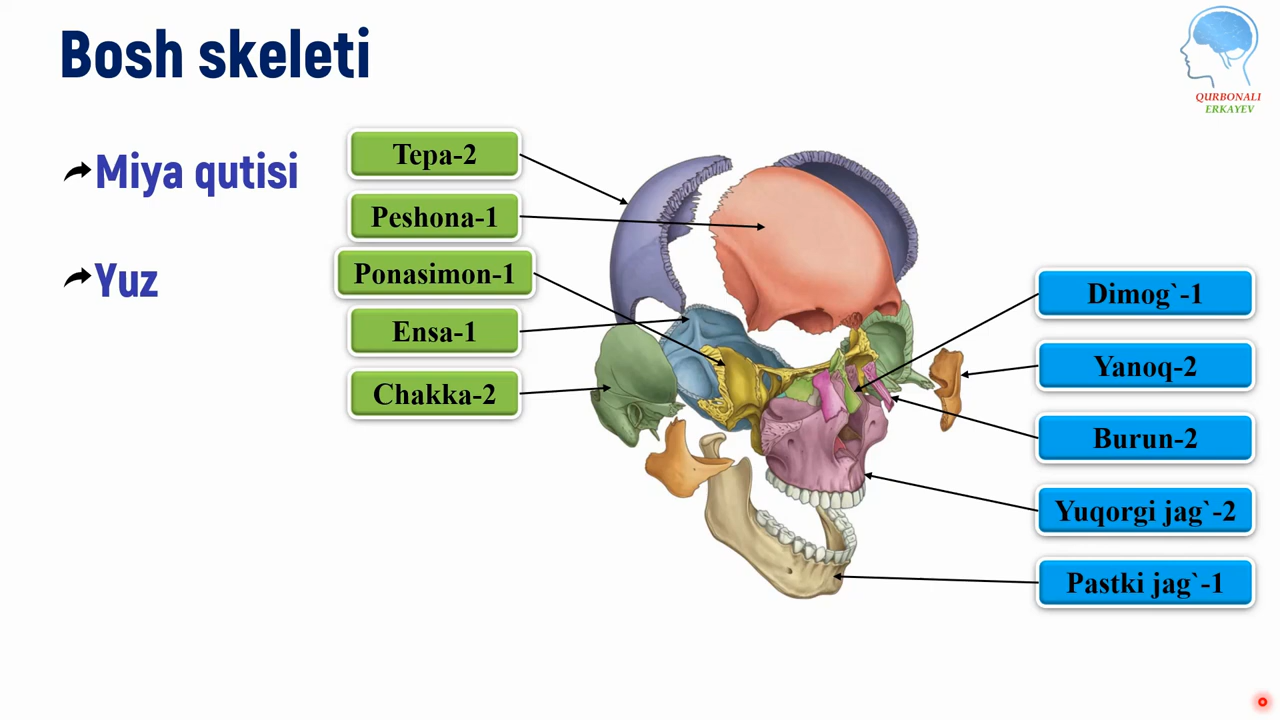 Bosh skeleti
QURBONALI
ERKAYEV
Miya qutisi
Yuz
Tepa-2
Peshona-1
Ponasimon-1
Ensa-1
Chakka-2
Dimog`-1
Yanoq-2
Burun-2
Yuqorgi jag`-2
Pastki jag`-1